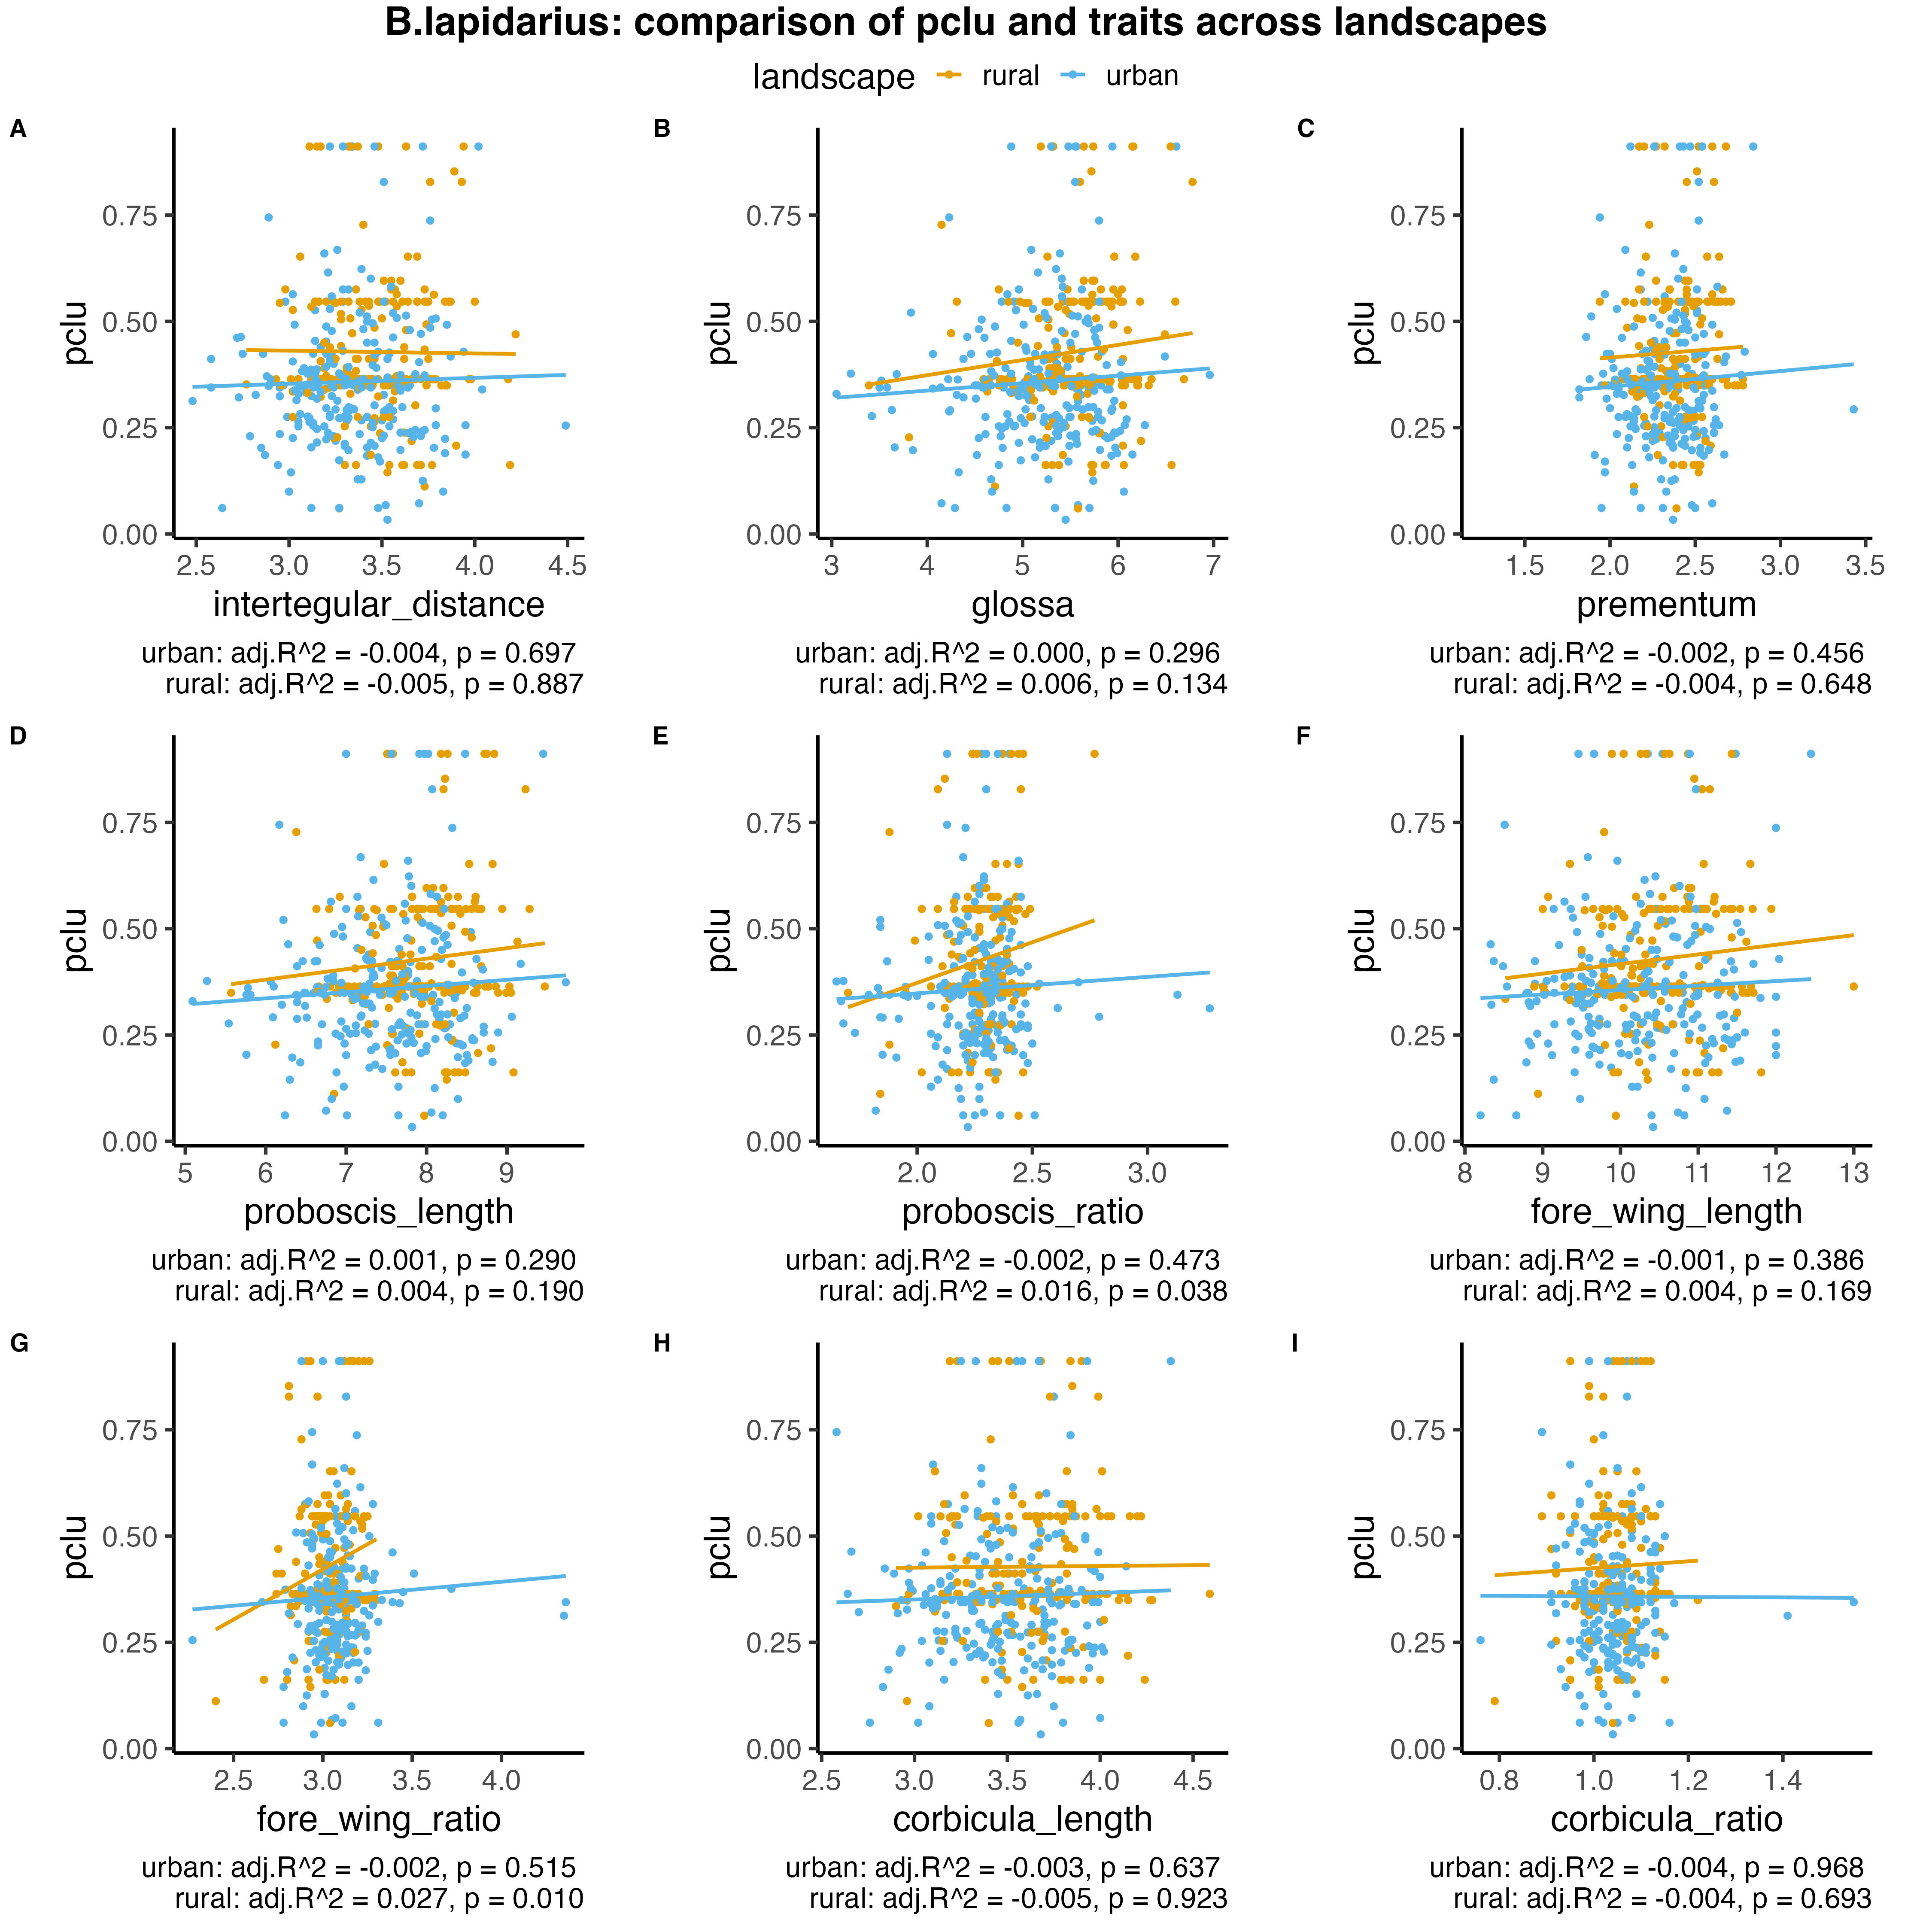 B.lapidarius: comparison of pclu and traits across landscapes
landscape rural urban
A
pclu
0.75
0.50
0.25
0.00
2.5 3.0 3.5 4.0 4.5
intertegular_distance
urban: adj.R^2 = -0.004, p = 0.697
rural: adj.R^2 = -0.005, p = 0.887
B
pclu
0.75
0.50
0.25
0.00
3 4 5 6 7
glossa
urban: adj.R^2 = 0.000, p = 0.296
rural: adj.R^2 = 0.006, p = 0.134
C
pclu
0.75
0.50
0.25
0.00
1.5 2.0 2.5 3.0 3.5
prementum
urban: adj.R^2 = -0.002, p = 0.456
rural: adj.R^2 = -0.004, p = 0.648
D
pclu
0.75
0.50
0.25
0.00
5 6 7 8 9
proboscis_length
urban: adj.R^2 = 0.001, p = 0.290
rural: adj.R^2 = 0.004, p = 0.190
E
pclu
0.75
0.50
0.25
0.00
2.0 2.5 3.0
proboscis_ratio
urban: adj.R^2 = -0.002, p = 0.473
rural: adj.R^2 = 0.016, p = 0.038
F
pclu
0.75
0.50
0.25
0.00
8 9 10 11 12 13
fore_wing_length
urban: adj.R^2 = -0.001, p = 0.386
rural: adj.R^2 = 0.004, p = 0.169
G
pclu
0.75
0.50
0.25
0.00
2.5 3.0 3.5 4.0
fore_wing_ratio
urban: adj.R^2 = -0.002, p = 0.515
rural: adj.R^2 = 0.027, p = 0.010
H
pclu
0.75
0.50
0.25
0.00
2.5 3.0 3.5 4.0 4.5
corbicula_length
urban: adj.R^2 = -0.003, p = 0.637
rural: adj.R^2 = -0.005, p = 0.923
I
pclu
0.75
0.50
0.25
0.00
0.8 1.0 1.2 1.4
corbicula_ratio
urban: adj.R^2 = -0.004, p = 0.968
rural: adj.R^2 = -0.004, p = 0.693